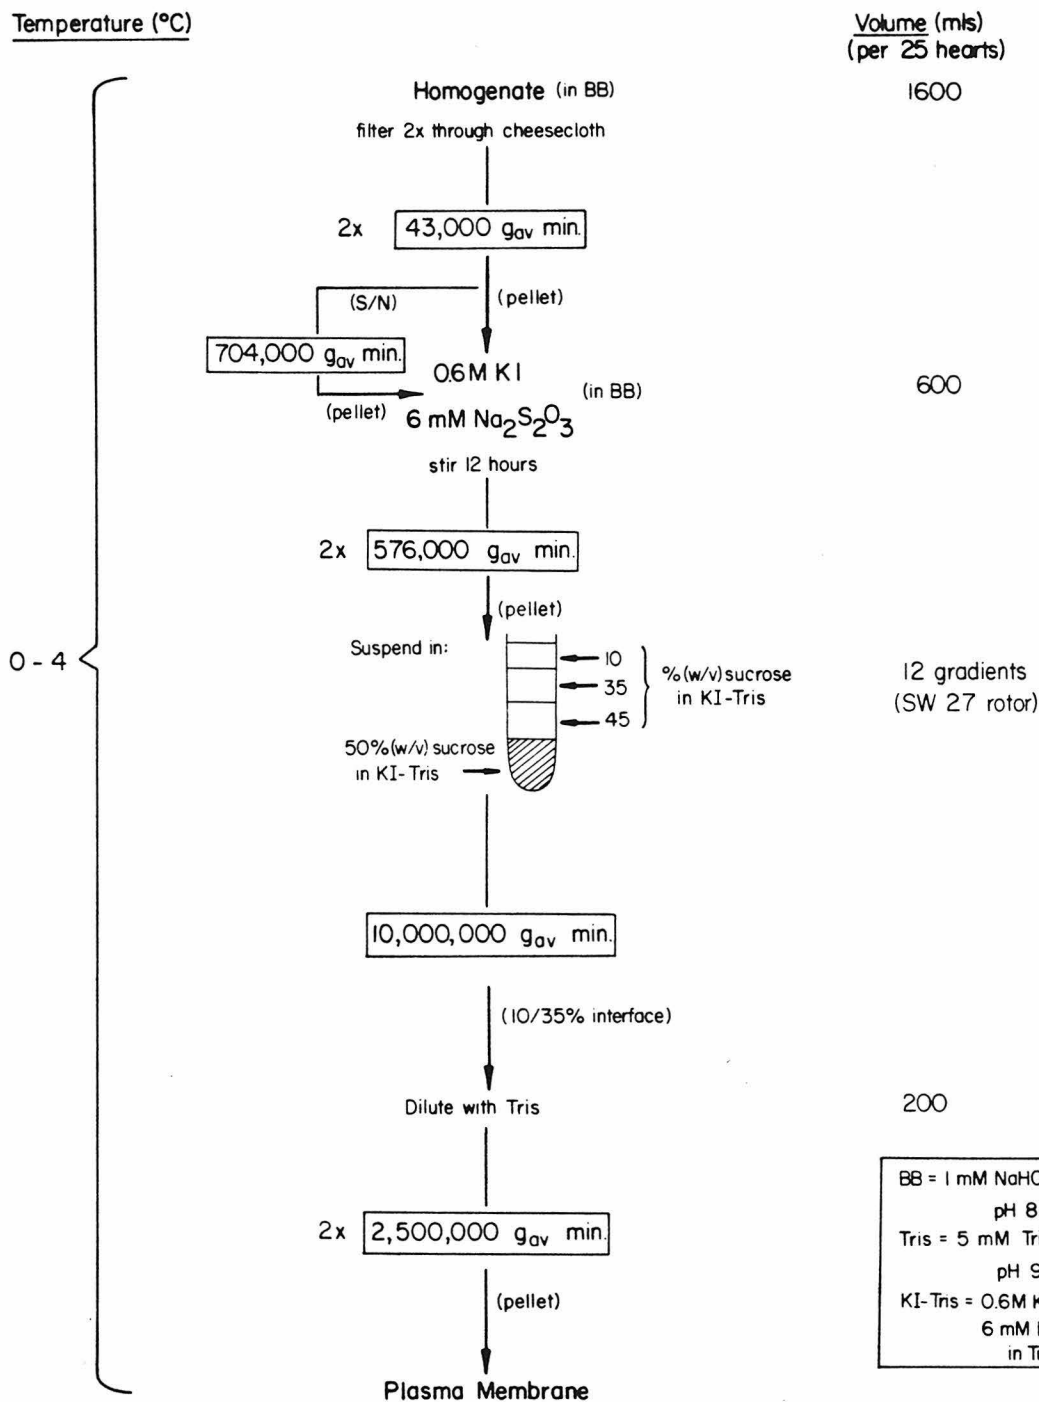 Temperature (°C)
Volume (mls)
(per 25 hearts)
Homogenate (in BB)
1600
filter 2x through cheesecloth
2x 43,000 gav min.
(S/N)
(pellet)
704,000 gav min.
0.6M KI
(in BB)
600
(pellet)
6 mM Na2S2O3
stir 12 hours
2x 576,000 gav min.
(pellet)
Suspend in:
0-4
10
35
45
%(w/v) sucrose
in KI-Tris
12 gradients
(SW 27 rotor)
50%(w/v) sucrose
in KI-Tris
10,000,000 gav min.
(10/35% interface)
Dilute with Tris
200
2x 2,500,000 gav min.
(pellet)
Plasma Membrane
BB = 1 mM NaHC
pH 8
Tris = 5 mM Tri
pH 9
KI-Tris = 0.6M K
6 mM
in Tr